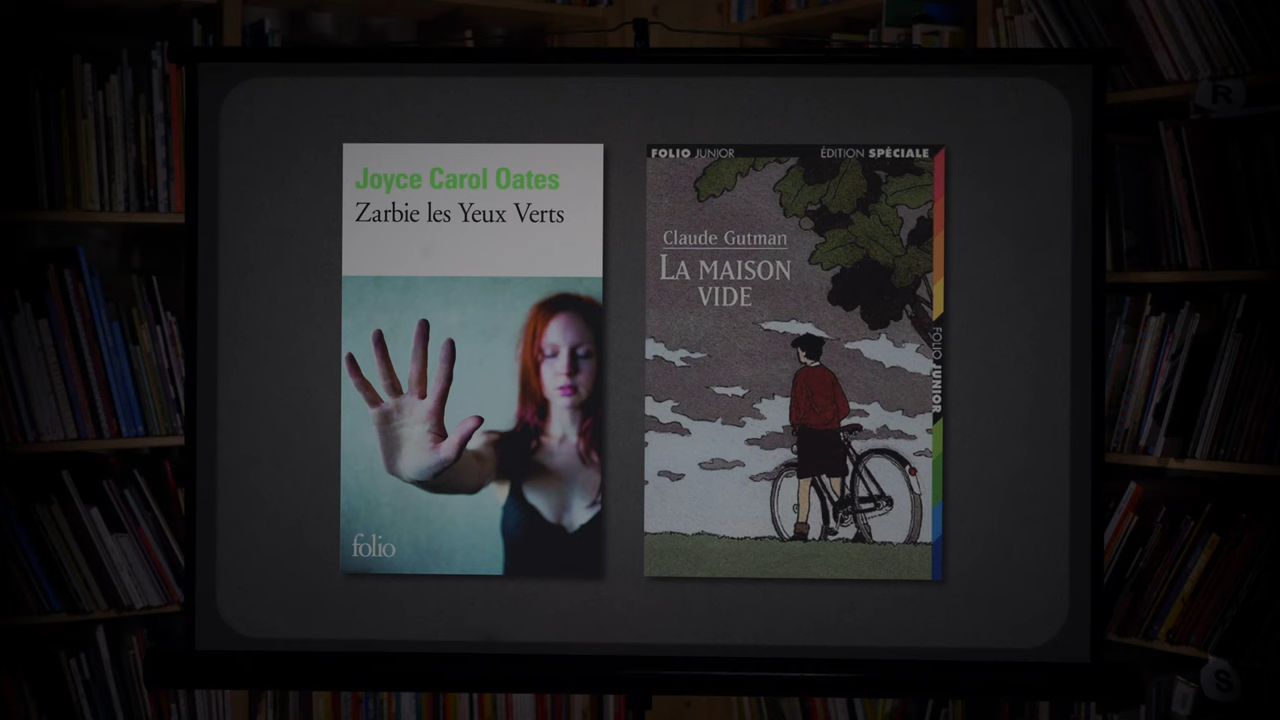 Joyce Carol Oates
Zarbie les Yeux Verts
folio
FOLIO JUNIOR
ÉDITION SPÉCIALE
Claude Gutman
LA MAISON
VIDE
FOLIO JUNIOR
R
S